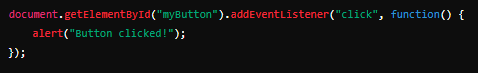 document.getElementById("myButton").addEventListener("click", function() {
    alert("Button clicked!");
});